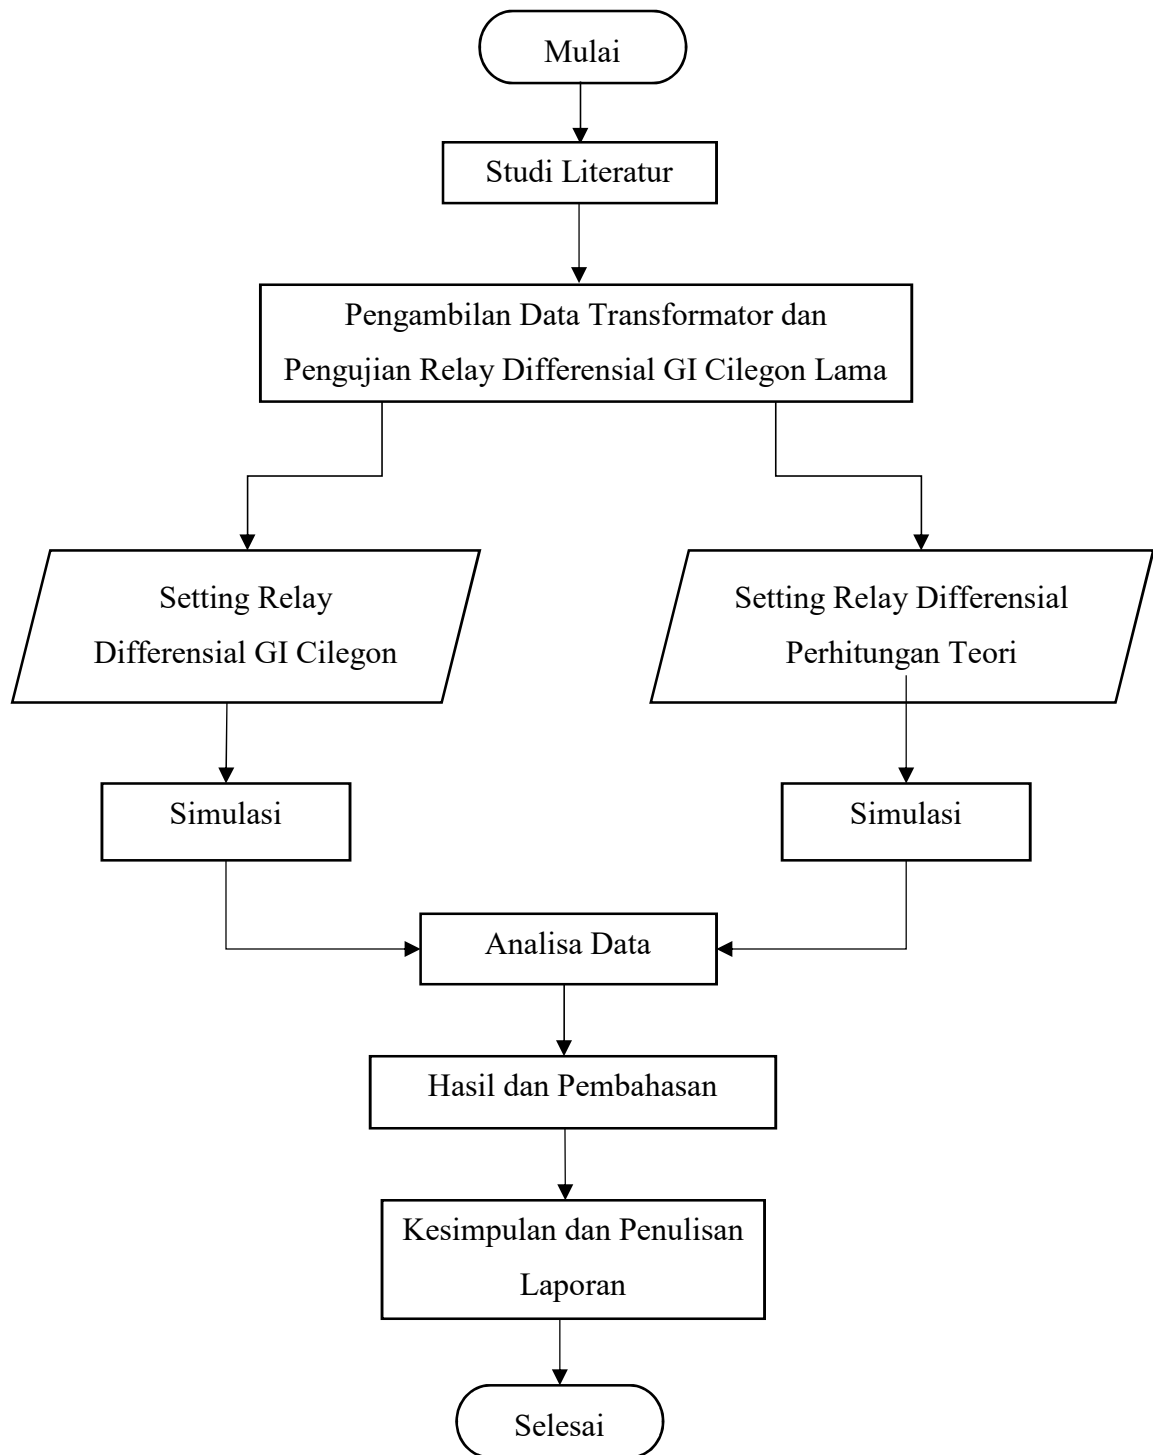 Mulai
Studi Literatur
Pengambilan Data Transformator dan
Pengujian Relay Differensial GI Cilegon Lama
Setting Relay
Differensial GI Cilegon
Setting Relay Differensial
Perhitungan Teori
Simulasi
Simulasi
Analisa Data
Hasil dan Pembahasan
Kesimpulan dan Penulisan
Laporan
Selesai